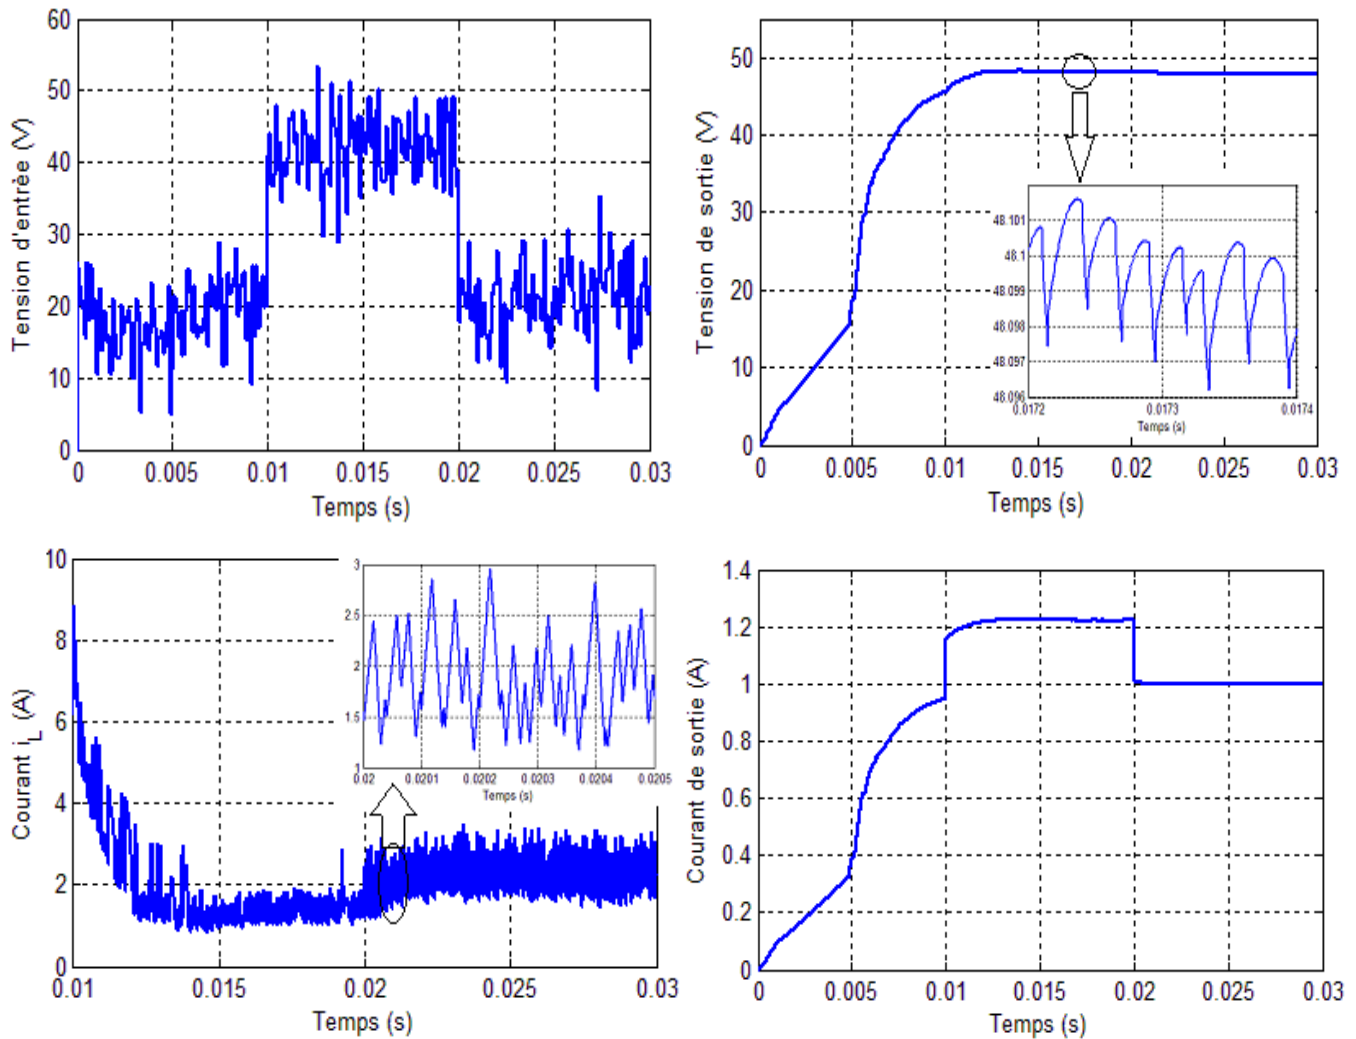 Tension d'entrèe (V)
60
50
40
30
20
10
0
0 0.005 0.01 0.015 0.02 0.025 0.03
Temps (s)
Tension de sortie (V)
50
40
30
20
10
0
48.101
48.1
48.099
48.098
48.097
48.096
0.0172 0.0173 0.0174
Temps (s)
0 0.005 0.01 0.015 0.02 0.025 0.03
Temps (s)
Courant iL (A)
10
8
6
4
2
0
3
2.5
2
1.5
1
0.02 0.0201 0.0202 0.0203 0.0204 0.0205
Temps (s)
0.01 0.015 0.02 0.025 0.03
Temps (s)
Courant de sortie (A)
1.4
1.2
1
0.8
0.6
0.4
0.2
0
0 0.005 0.01 0.015 0.02 0.025 0.03
Temps (s)